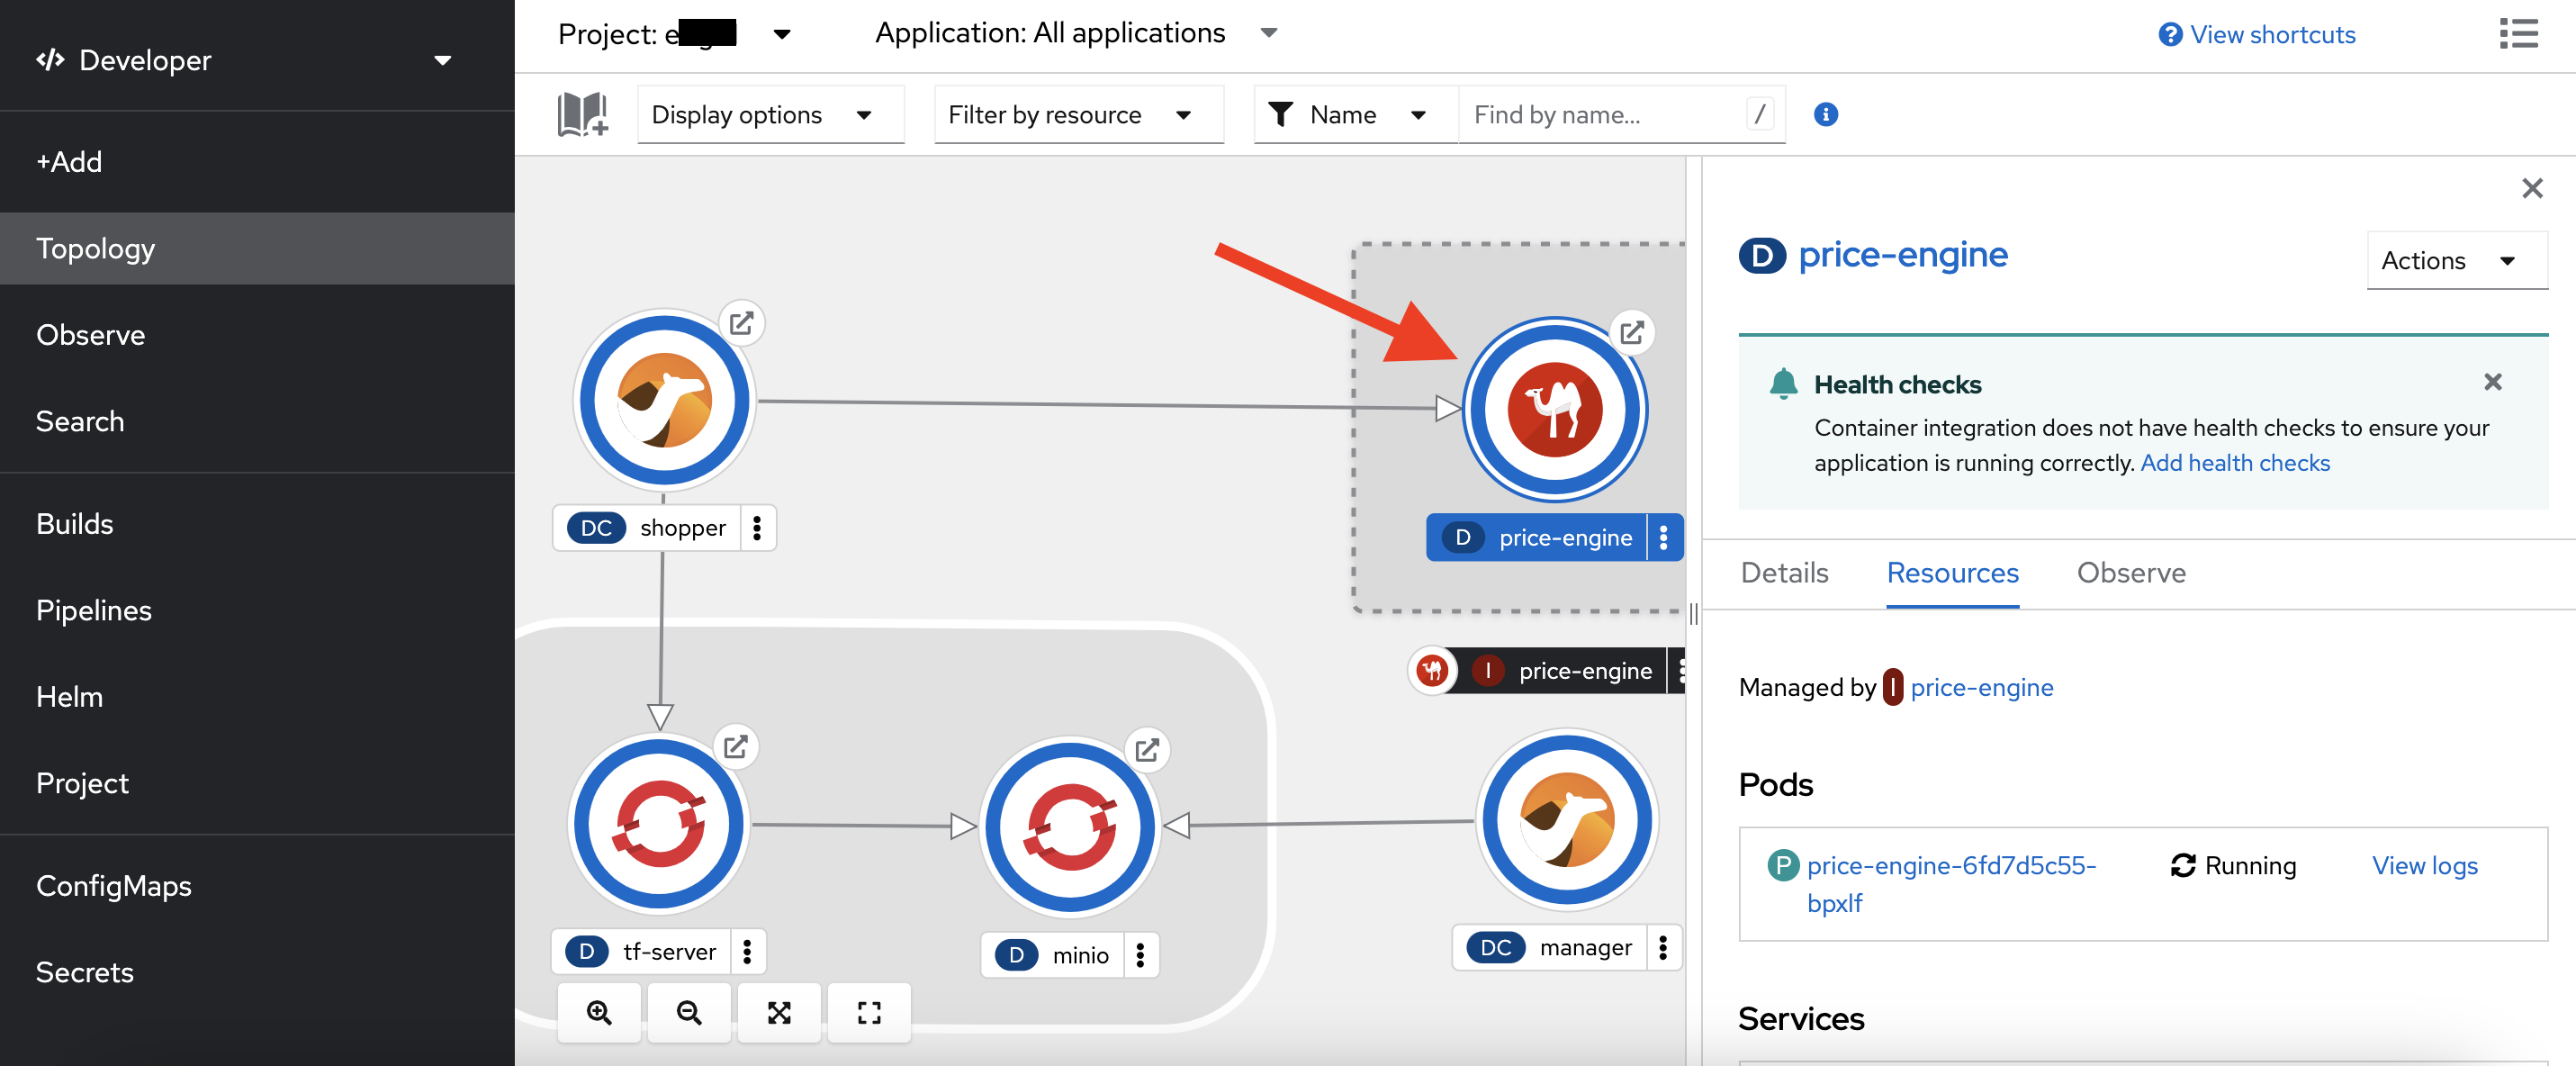 Developer
+Add
Topology
Observe
Search
Builds
Pipelines
Helm
Project
ConfigMaps
Secrets
Project:
Application: All applications
View shortcuts
Display options
Filter by resource
Name
Find by name...
/
shopper
DC
D
price-engine
I price-engine
D tf-server
D minio
DC manager
D price-engine
Actions
Health checks
Container integration does not have health checks to ensure your
application is running correctly. Add health checks
Details
Resources
Observe
Managed by I price-engine
Pods
P price-engine-6fd7d5c55-
bpxlf
Running
View logs
Services